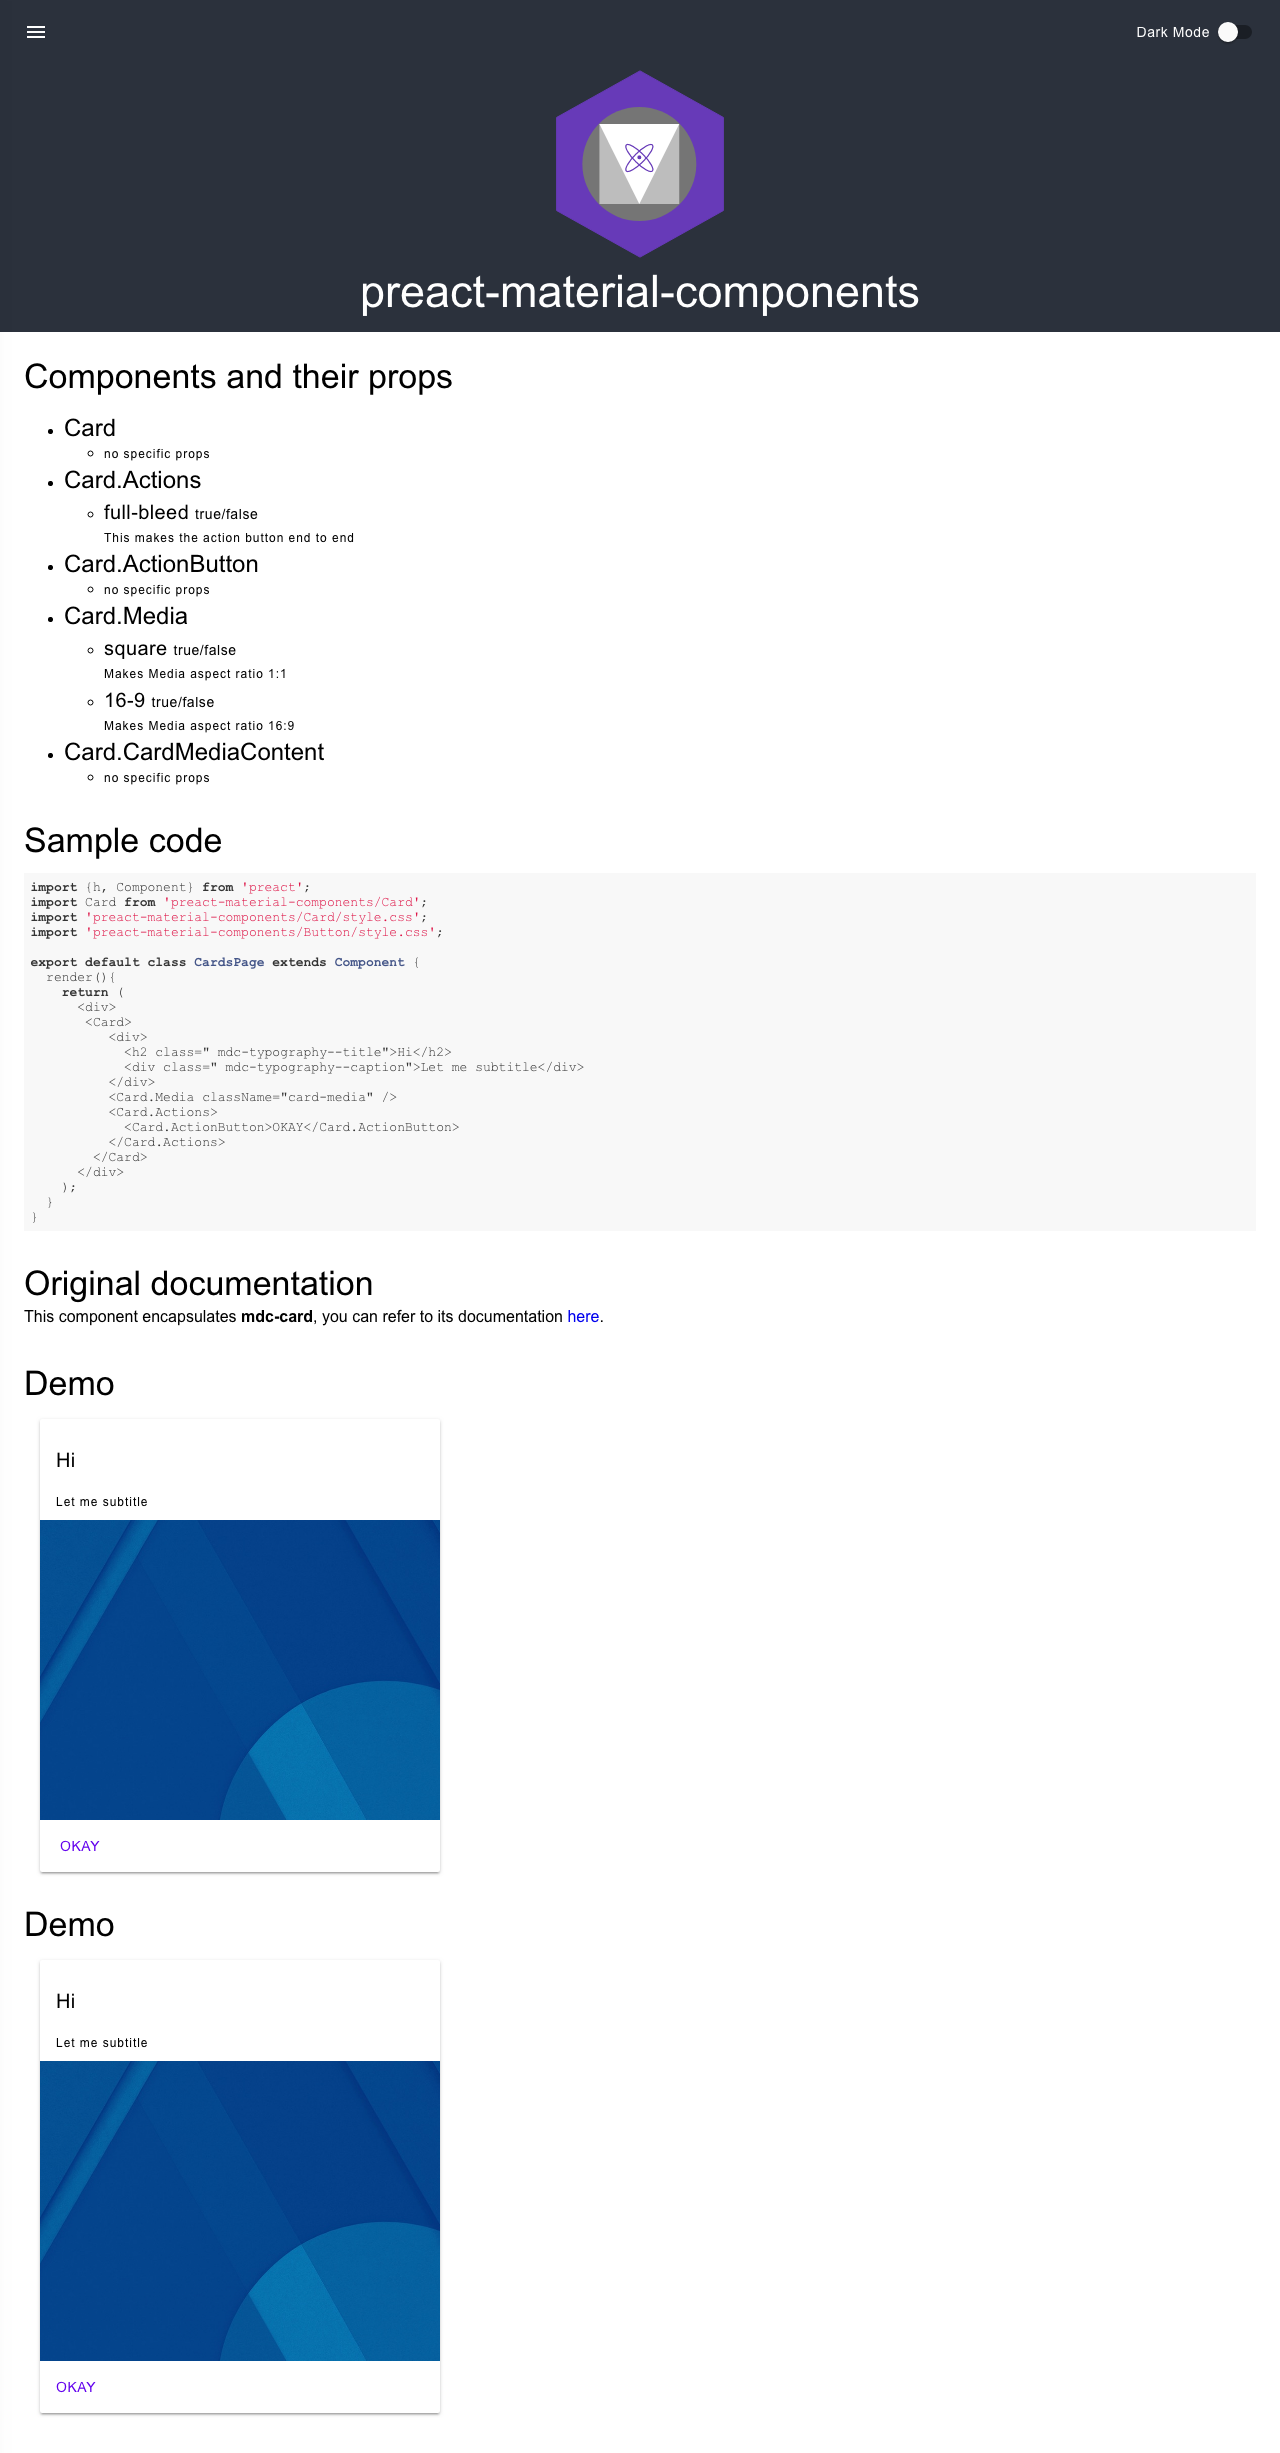 Dark Mode
preact-material-components
Components and their props
Card
no specific props
Card.Actions
full-bleed true/false
This makes the action button end to end
Card.ActionButton
no specific props
Card.Media
square true/false
Makes Media aspect ratio 1:1
16-9 true/false
Makes Media aspect ratio 16:9
Card.CardMediaContent
no specific props
Sample code
import {h, Component} from 'preact';
import Card from 'preact-material-components/Card';
import 'preact-material-components/Card/style.css';
import 'preact-material-components/Button/style.css';
export default class CardsPage extends Component {
render(){
return (
<div>
<Card>
<div>
<h2 class=" mdc-typography--title">Hi</h2>
<div class=" mdc-typography--caption">Let me subtitle</div>
</div>
<Card.Media className="card-media" />
<Card.Actions>
<Card.ActionButton>OKAY</Card.ActionButton>
</Card.Actions>
</Card>
</div>
);
}
}
Original documentation
This component encapsulates mdc-card, you can refer to its documentation here.
Demo
Hi
Let me subtitle
OKAY
Demo
Hi
Let me subtitle
OKAY